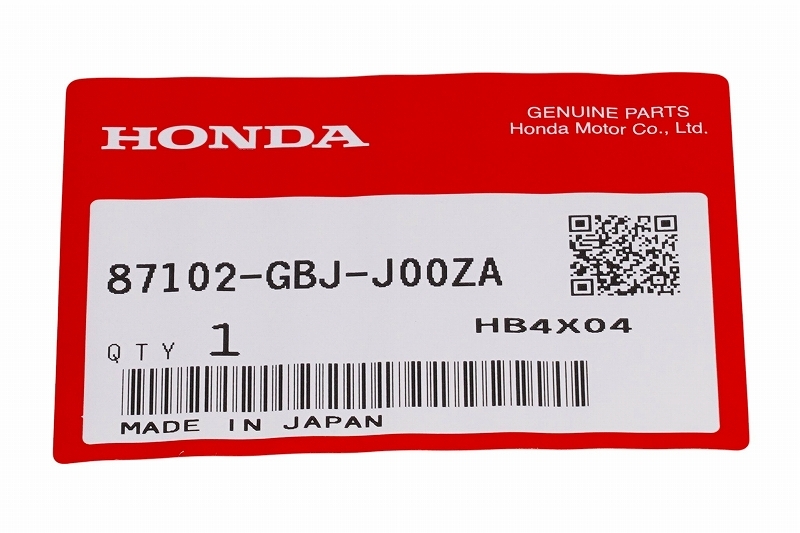 HONDA
GENUINE PARTS
Honda Motor Co., Ltd.
87102-GBJ-J00ZA
HB4X04
QTY 1
MADE IN JAPAN